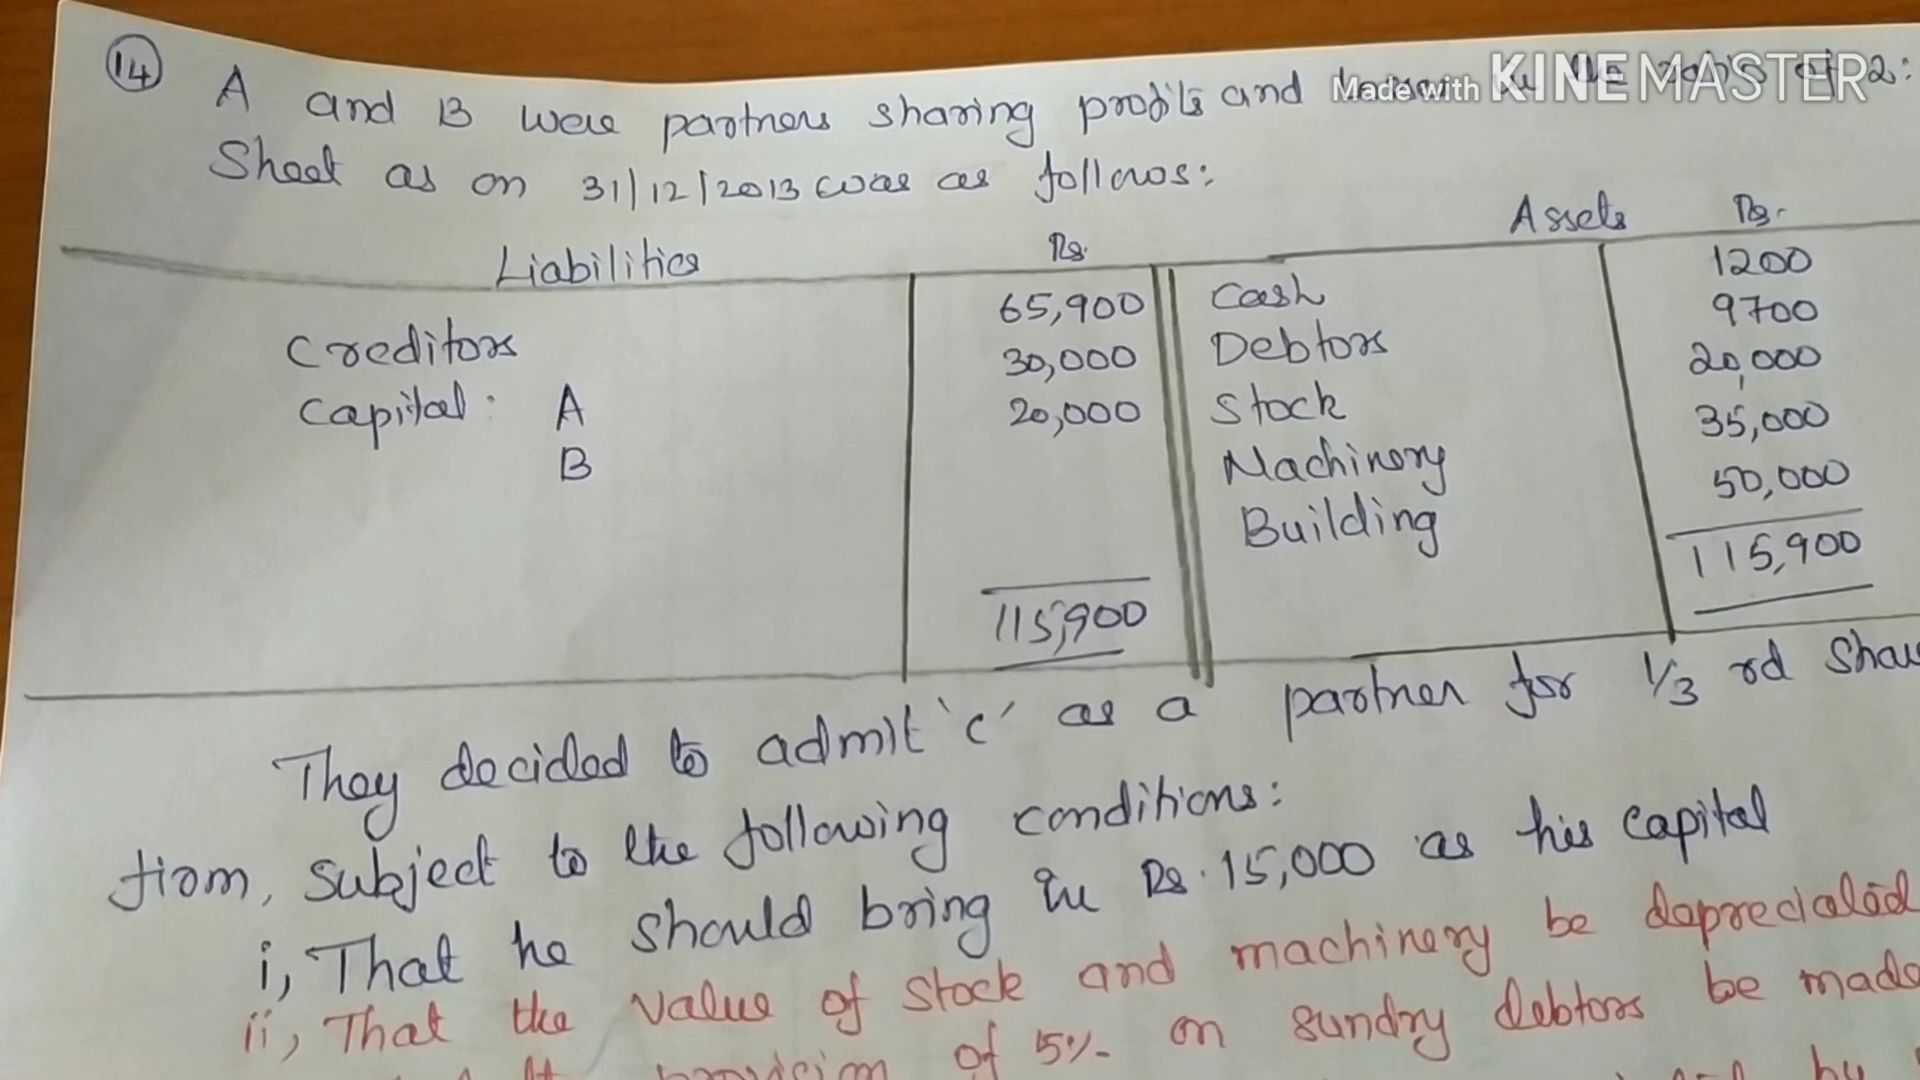 14 A and B were partners sharing profits and of 2:
Made with KINEMASTER
Sheet as on 31/12/2013 was as follows:
Liabilities Rs. Assets Rs.
Creditors 65,900 Cash 1200
Capital: A 30,000 Debtors 9700
B 20,000 Stock 20,000
Machinery 35,000
Building 50,000
115,900 115,900
They decided to admit 'c' as a partner for 1/3 rd
firm, subject to the following conditions:
i, That he should bring in Rs. 15,000 as his capital
ii, That the value of stock and machinery be depreciated
of 5% on sundry debtors be made
by